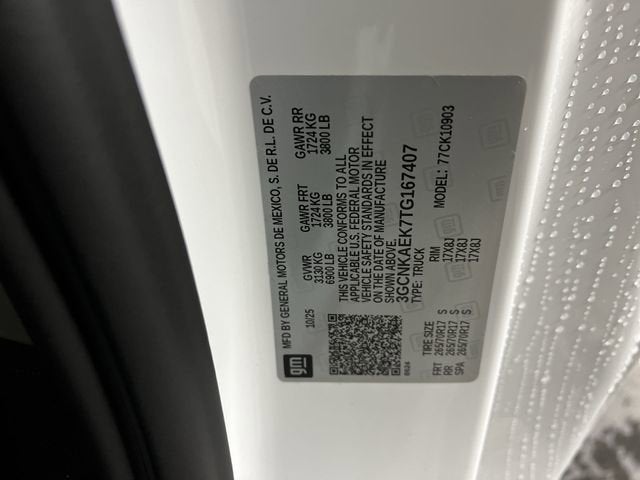 MFD BY GENERAL MOTORS DE MEXICO, S. DE R.L. DE C.V.
gm
10/25
GVWR GAWR FRT GAWR RR
3130 KG 1724 KG 1724 KG
6900 LB 3800 LB 3800 LB
THIS VEHICLE CONFORMS TO ALL
APPLICABLE U.S. FEDERAL MOTOR
VEHICLE SAFETY STANDARDS IN EFFECT
ON THE DATE OF MANUFACTURE
SHOWN ABOVE.
3GCNKAEK7TG167407
TYPE: TRUCK MODEL: 77CK10903
TIRE SIZE RIM
FRT 265/70R17 S 17X8J
RR 265/70R17 S 17X8J
SPA 265/70R17 S 17X8J